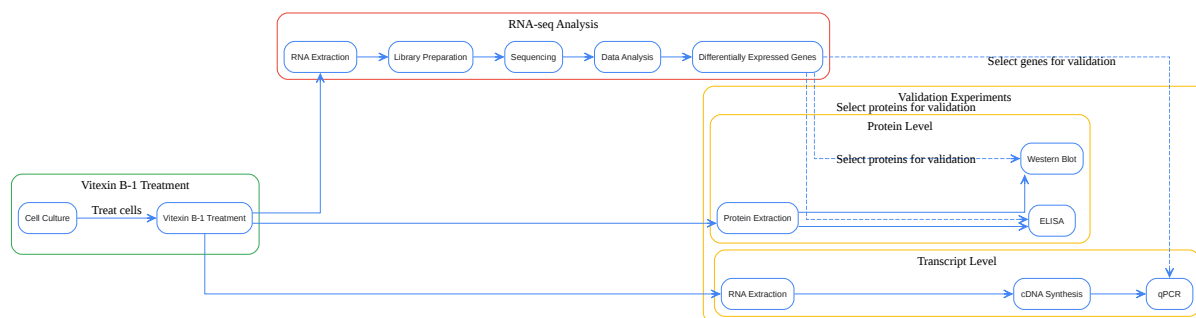 RNA-seq Analysis
RNA Extraction
Library Preparation
Sequencing
Data Analysis
Differentially Expressed Genes
Select genes for validation
Validation Experiments
Select proteins for validation
Protein Level
Select proteins for validation
Western Blot
Vitexin B-1 Treatment
Cell Culture
Treat cells
Vitexin B-1 Treatment
Protein Extraction
ELISA
Transcript Level
RNA Extraction
cDNA Synthesis
qPCR